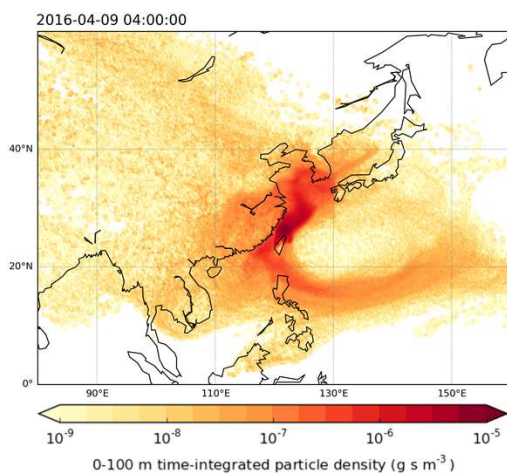 2016-04-09 04:00:00
40°N
20°N
0°
90°E 110°E 130°E 150°E
10⁻⁹ 10⁻⁸ 10⁻⁷ 10⁻⁶ 10⁻⁵
0-100 m time-integrated particle density (g s m⁻³)